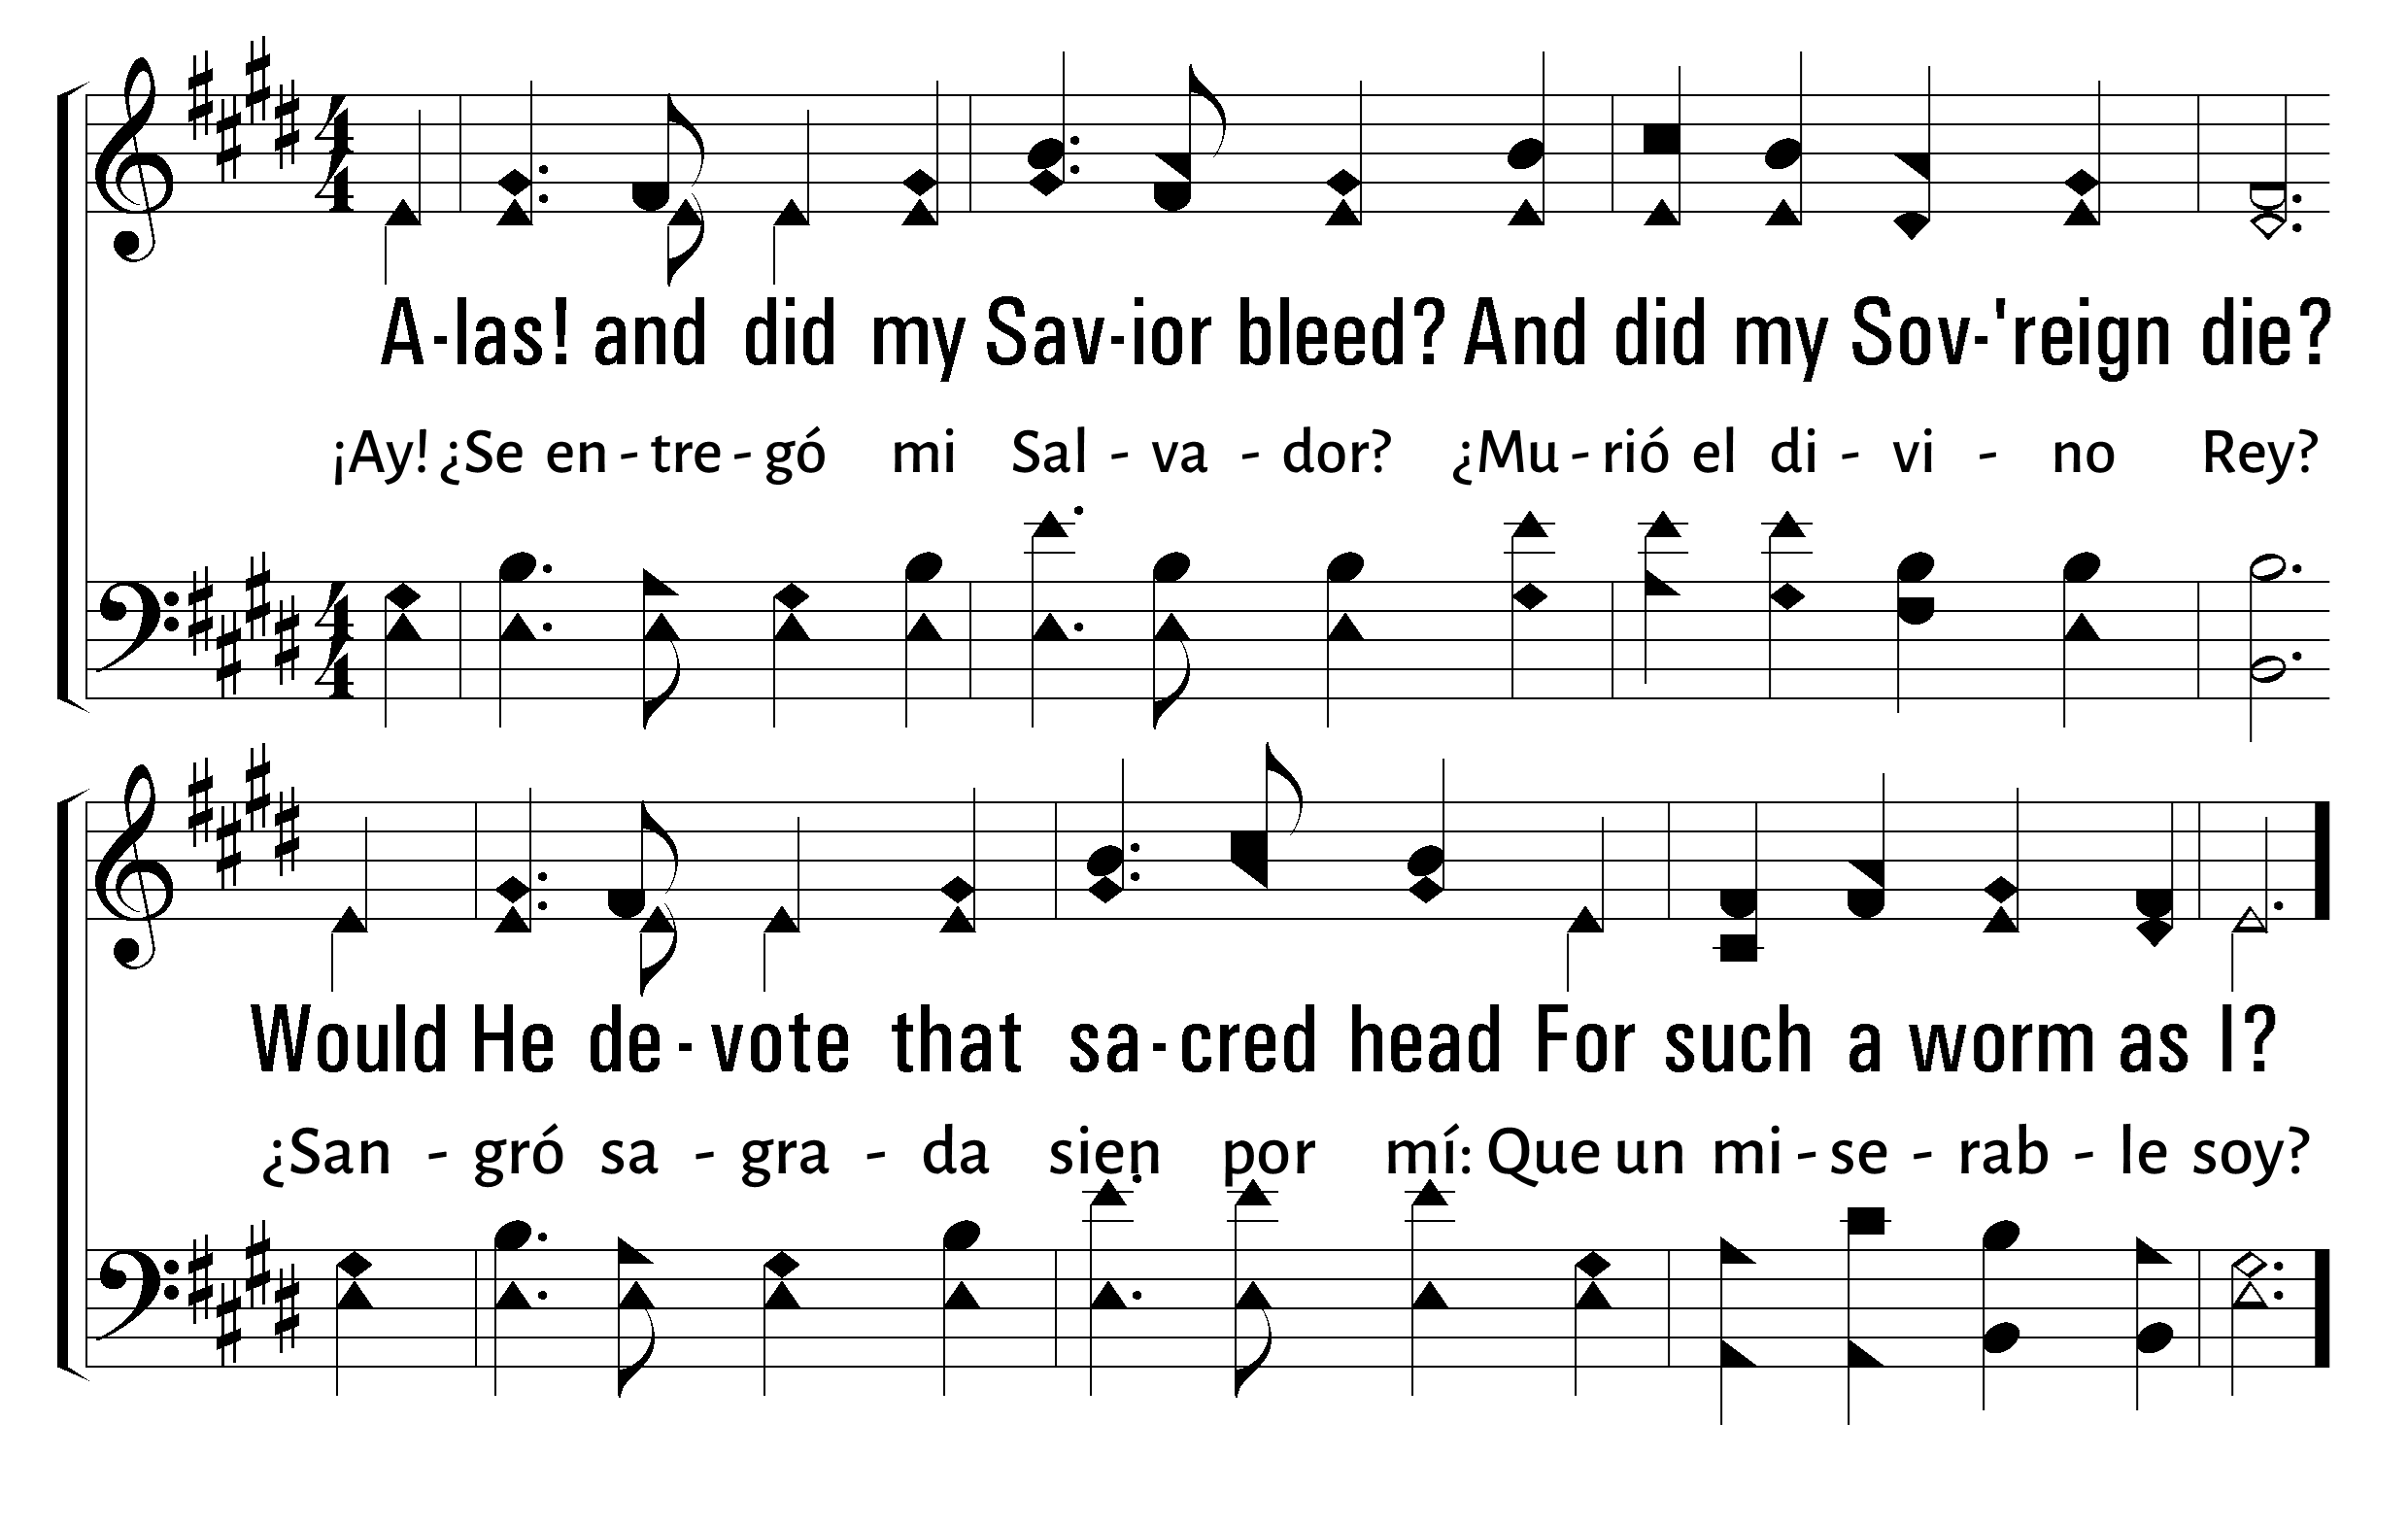 A-las! and did my Sav-ior bleed? And did my Sov-'reign die?
¡Ay! ¿Se en-tre-gó mi Sal-va-dor? ¿Mu-rió el di-vi-no Rey?
Would He de-vote that sa-cred head For such a worm as I?
¿San-gró sa-gra-da sien por mí: Que un mi-se-rab-le soy?